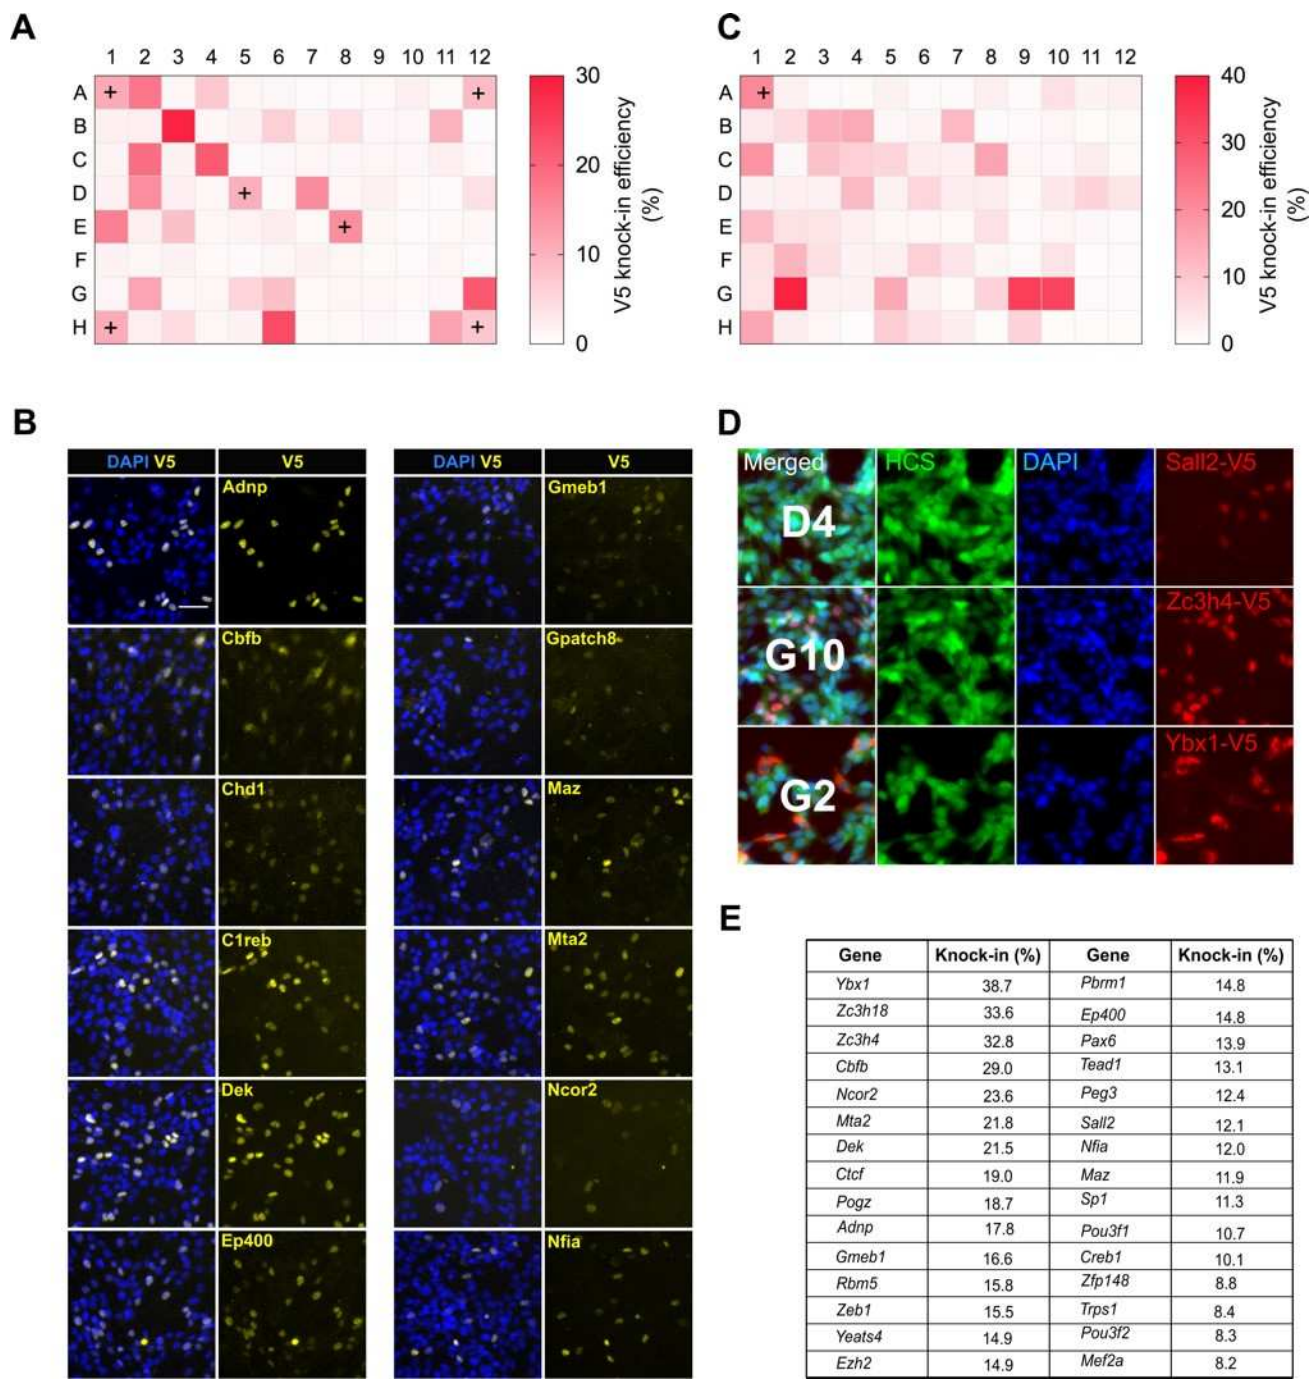 A
1 2 3 4 5 6 7 8 9 10 11 12
A + +
B
C
D +
E +
F
G
H + +
30
20
10
0
V5 knock-in efficiency
(%)
C
1 2 3 4 5 6 7 8 9 10 11 12
A +
B
C
D
E
F
G
H
40
30
20
10
0
V5 knock-in efficiency
(%)
B
DAPI V5 V5 DAPI V5 V5
Adnp Gmeb1
Cbfb Gpatch8
Chd1 Maz
C1reb Mta2
Dek Ncor2
Ep400 Nfia
D
Merged HCS DAPI Sall2-V5
D4
Zc3h4-V5
G10
Ybx1-V5
G2
E
Gene Knock-in (%) Gene Knock-in (%)
Ybx1 38.7 Pbrm1 14.8
Zc3h18 33.6 Ep400 14.8
Zc3h4 32.8 Pax6 13.9
Cbfb 29.0 Tead1 13.1
Ncor2 23.6 Peg3 12.4
Mta2 21.8 Sall2 12.1
Dek 21.5 Nfia 12.0
Ctcf 19.0 Maz 11.9
Pogz 18.7 Sp1 11.3
Adnp 17.8 Pou3f1 10.7
Gmeb1 16.6 Creb1 10.1
Rbm5 15.8 Zfp148 8.8
Zeb1 15.5 Trps1 8.4
Yeats4 14.9 Pou3f2 8.3
Ezh2 14.9 Mef2a 8.2